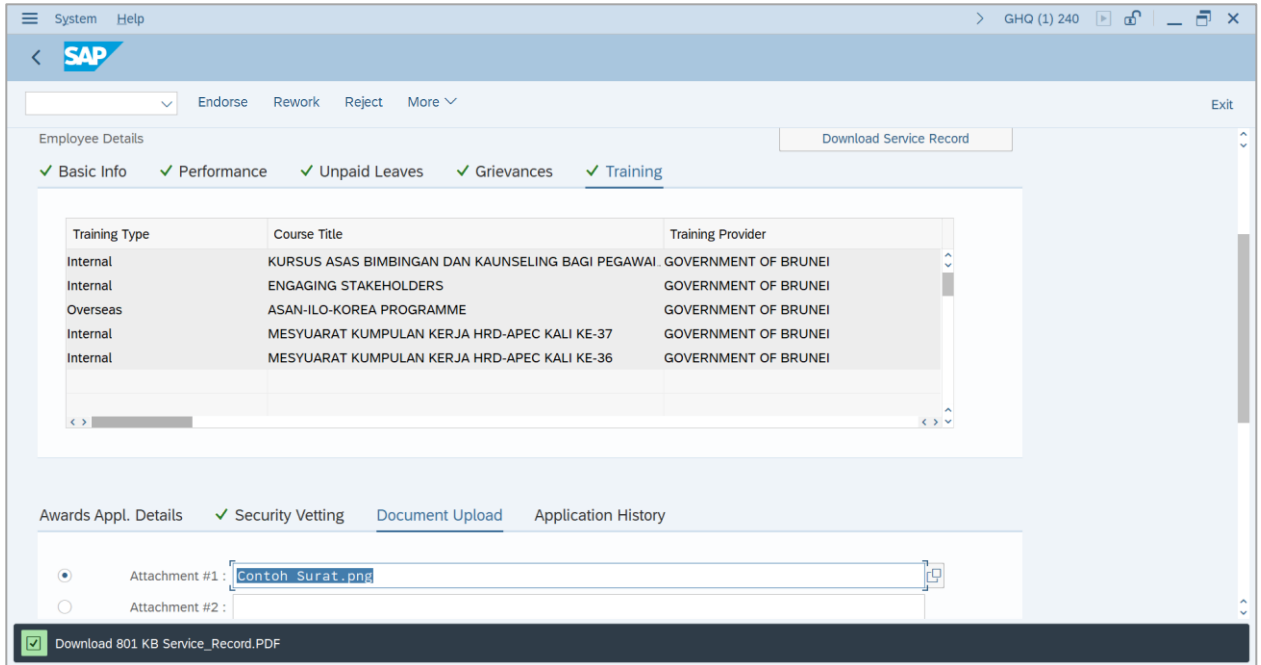 System Help GHQ (1) 240
SAP
Endorse Rework Reject More Exit
Employee Details Download Service Record
Basic Info Performance Unpaid Leaves Grievances Training
Training Type Course Title Training Provider
Internal KURSUS ASAS BIMBINGAN DAN KAUNSELING BAGI PEGAWAI.. GOVERNMENT OF BRUNEI
Internal ENGAGING STAKEHOLDERS GOVERNMENT OF BRUNEI
Overseas ASAN-ILO-KOREA PROGRAMME GOVERNMENT OF BRUNEI
Internal MESYUARAT KUMPULAN KERJA HRD-APEC KALI KE-37 GOVERNMENT OF BRUNEI
Internal MESYUARAT KUMPULAN KERJA HRD-APEC KALI KE-36 GOVERNMENT OF BRUNEI
Awards Appl. Details Security Vetting Document Upload Application History
Attachment #1 : Contoh Surat.png
Attachment #2 :
Download 801 KB Service_Record.PDF